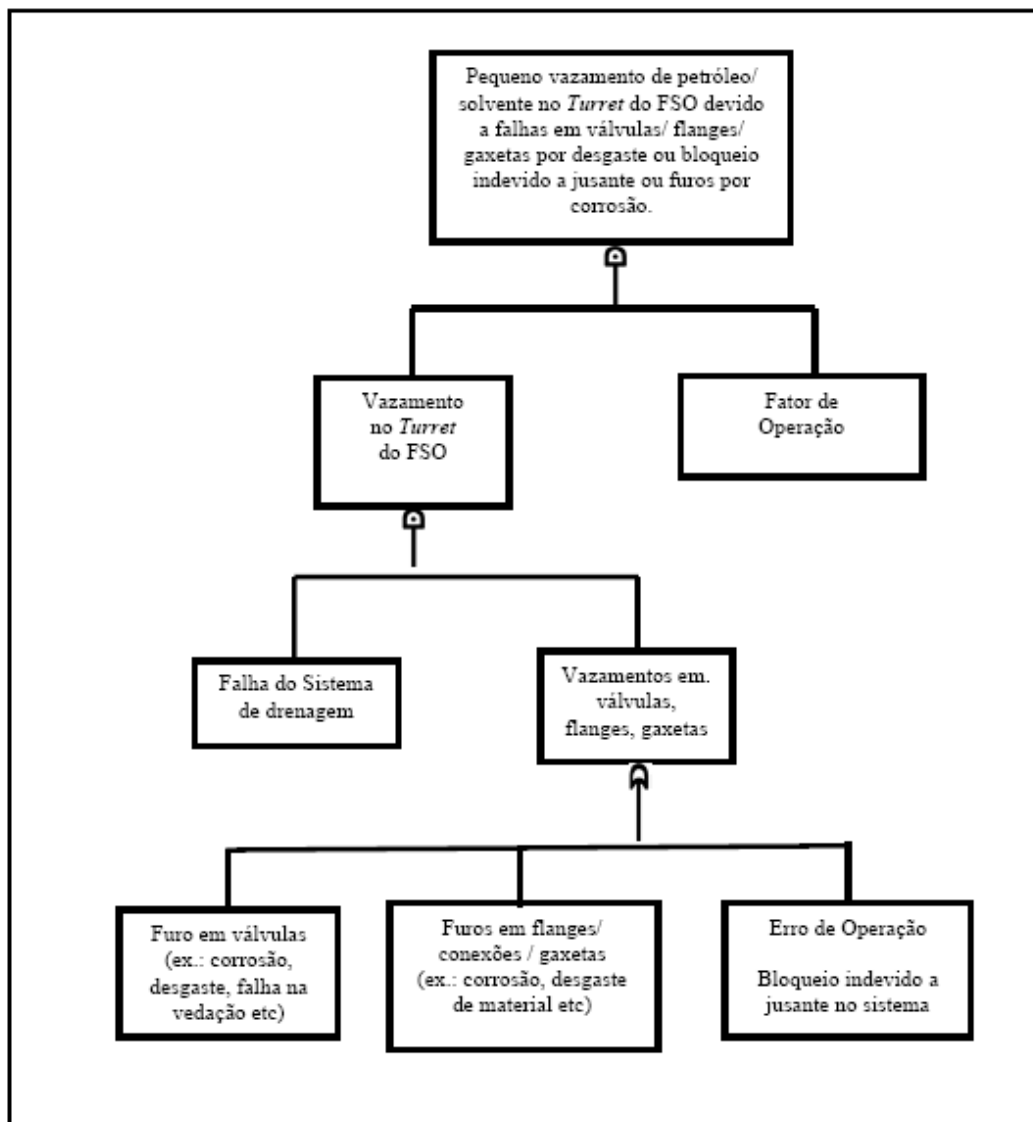 Pequeno vazamento de petróleo/
solvente no Turret do FSO devido
a falhas em válvulas/ flanges/
gaxetas por desgaste ou bloqueio
indevido a jusante ou furos por
corrosão.
Vazamento
no Turret
do FSO
Fator de
Operação
Falha do Sistema
de drenagem
Vazamentos em.
válvulas,
flanges, gaxetas
Furo em válvulas
(ex.: corrosão,
desgaste, falha na
vedação etc)
Furos em flanges/
conexões / gaxetas
(ex.: corrosão, desgaste
de material etc)
Erro de Operação
Bloqueio indevido a
jusante no sistema